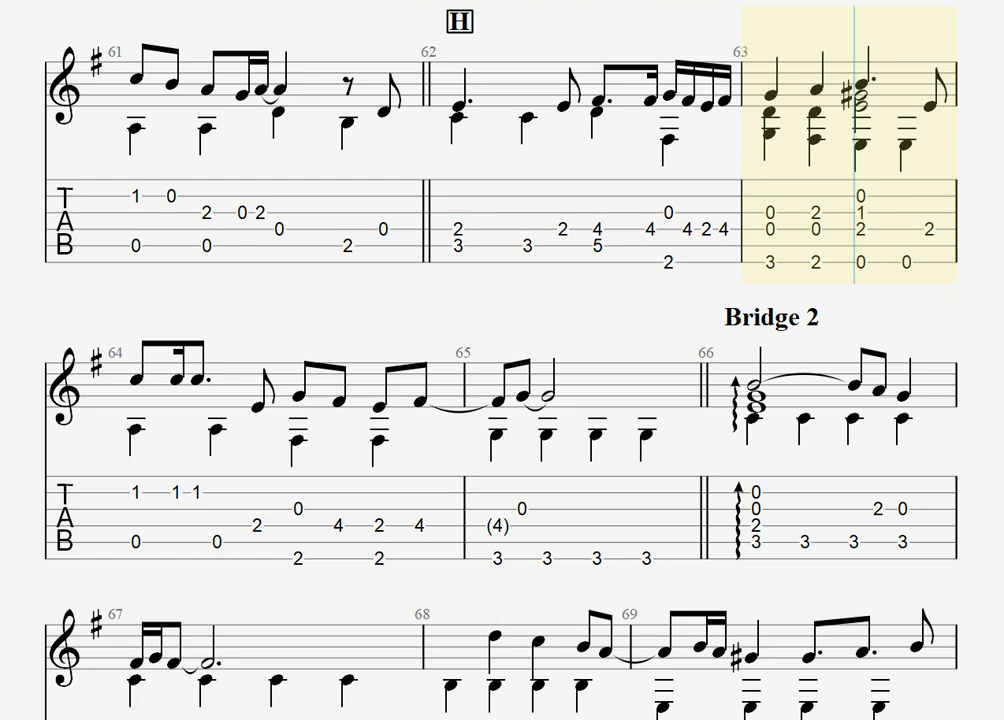 H
61 62 63
1 0 0
2 0 2 0 0 2 1
0 2 2 4 4 4 2 4 0 0 2 2
T A B 0 0 2 3 3 5
2 3 2 0 0
Bridge 2
64 65 66
T A B
1 1 1 0
0 0 0 2 0
2 4 2 4 (4) 2
0 0 3 3 3 3
2 2 3 3 3 3
67 68 69